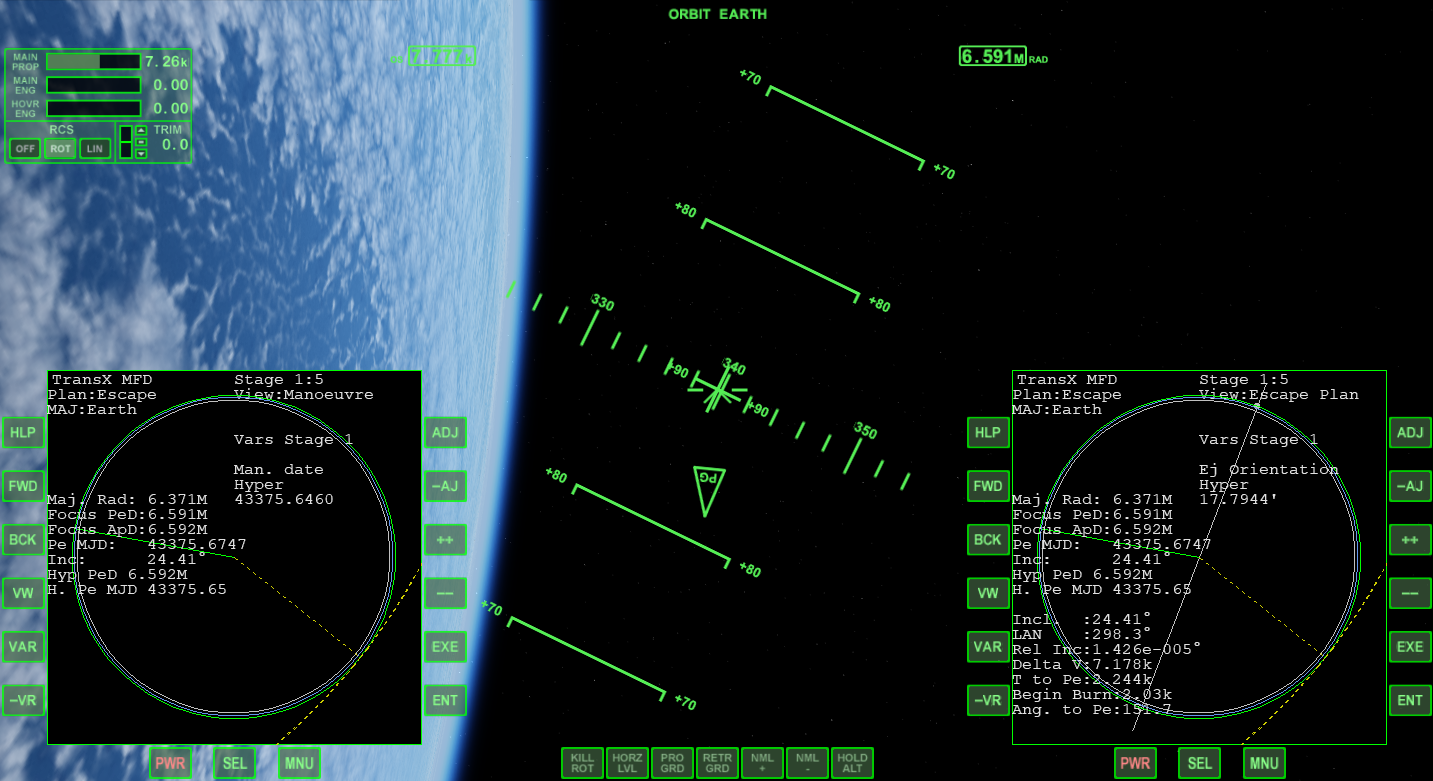 ORBIT EARTH
MAIN PROP 7.26k
MAIN ENG 0.00
HOVR ENG 0.00
RCS
TRIM
OFF ROT LIN
0.0
6.591M RAD
+70
+70
+80
+80
330
+90
340
+90
350
PG
+80
+80
+70
+70
TransX MFD Stage 1:5
Plan:Escape View:Manoeuvre
MAJ:Earth
Vars Stage 1
Man. date
Hyper
Maj. Rad: 6.371M 43375.6460
Focus PeD:6.591M
Focus ApD:6.592M
Pe MJD: 43375.6747
Inc: 24.41°
Hyp PeD 6.592M
H. Pe MJD 43375.65
HLP
FWD
BCK
VW
VAR
-VR
ADJ
-AJ
++
--
EXE
ENT
PWR SEL MNU
KILL ROT
HORZ LVL
PRO GRD
RETR GRD
NML +
NML -
HOLD ALT
TransX MFD Stage 1:5
Plan:Escape View:Escape Plan
MAJ:Earth
Vars Stage 1
Ej Orientation
Hyper
Maj. Rad: 6.371M 17.7944'
Focus PeD:6.591M
Focus ApD:6.592M
Pe MJD: 43375.6747
Inc: 24.41°
Hyp PeD 6.592M
H. Pe MJD 43375.65
Incl. :24.41°
LAN :298.3°
Rel Inc:1.426e-005°
Delta V:7.178k
T to Pe:2.244k
Begin Burn:2.03k
Ang. to Pe:151.7
HLP
FWD
BCK
VW
VAR
-VR
ADJ
-AJ
++
--
EXE
ENT
PWR SEL MNU